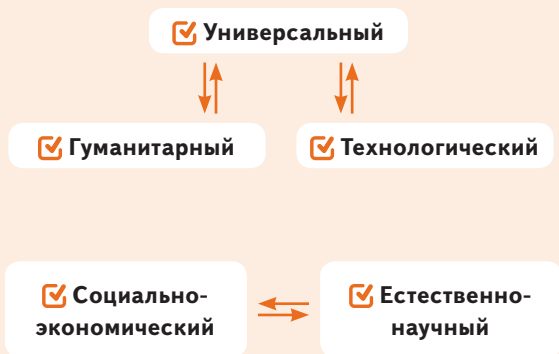 Универсальный
Гуманитарный
Технологический
Социально-
экономический
Естественно-
научный